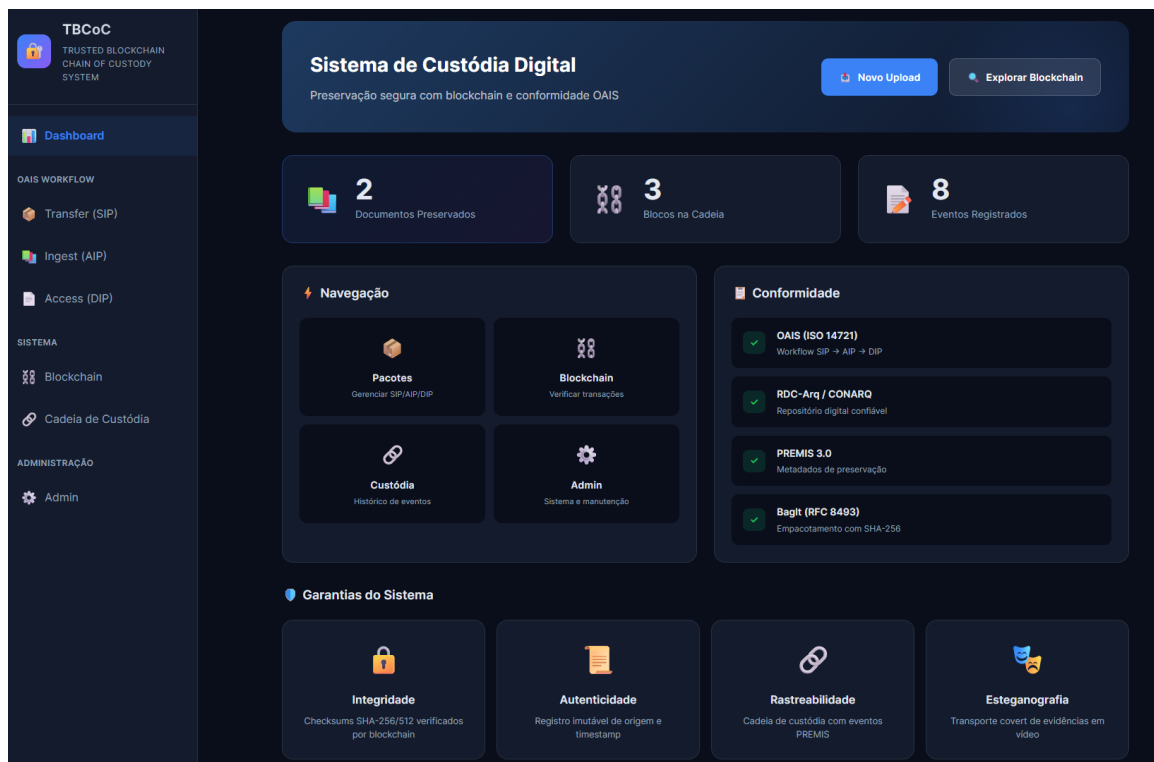 TBCoC
TRUSTED BLOCKCHAIN
CHAIN OF CUSTODY
SYSTEM
Dashboard
OAIS WORKFLOW
Transfer (SIP)
Ingest (AIP)
Access (DIP)
SISTEMA
Blockchain
Cadeia de Custódia
ADMINISTRAÇÃO
Admin
Sistema de Custódia Digital
Preservação segura com blockchain e conformidade OAIS
Novo Upload
Explorar Blockchain
2
Documentos Preservados
3
Blocos na Cadeia
8
Eventos Registrados
Navegação
Pacotes
Gerenciar SIP/AIP/DIP
Blockchain
Verificar transações
Custódia
Histórico de eventos
Admin
Sistema e manutenção
Conformidade
OAIS (ISO 14721)
Workflow SIP → AIP → DIP
RDC-Arq / CONARQ
Repositório digital confiável
PREMIS 3.0
Metadados de preservação
BagIt (RFC 8493)
Empacotamento com SHA-256
Garantias do Sistema
Integridade
Checksums SHA-256/512 verificados
por blockchain
Autenticidade
Registro imutável de origem e
timestamp
Rastreabilidade
Cadeia de custódia com eventos
PREMIS
Esteganografia
Transporte covert de evidências em
vídeo